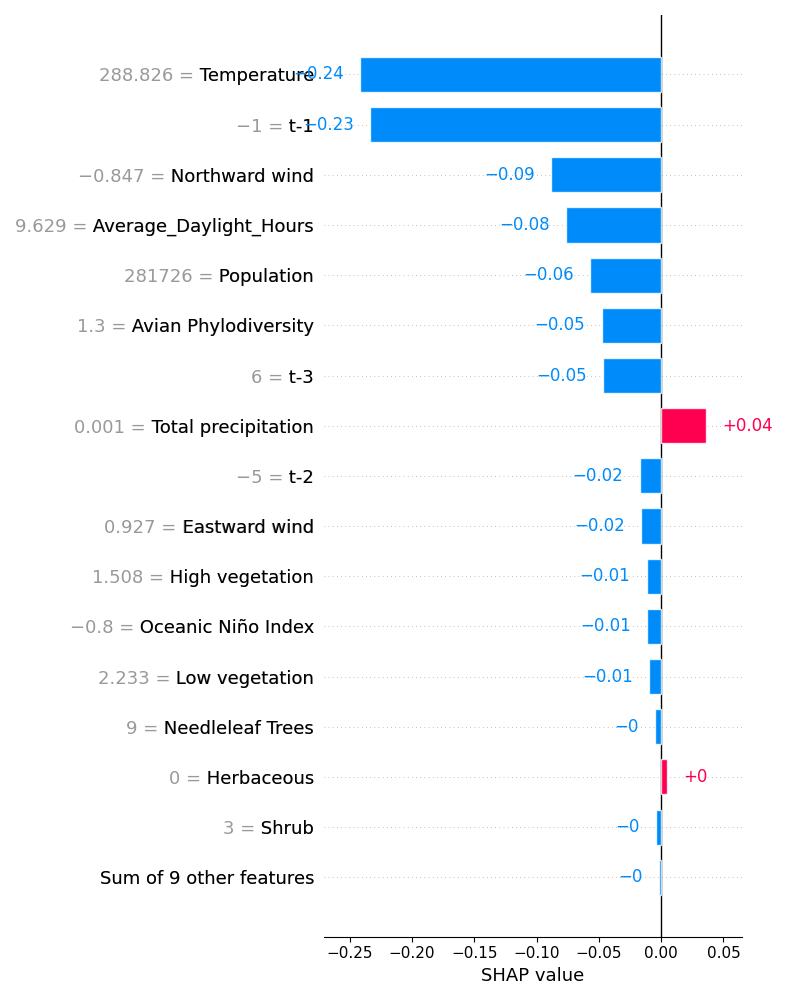 288.826 = Temperature −0.24
−1 = t-1 −0.23
−0.847 = Northward wind −0.09
9.629 = Average_Daylight_Hours −0.08
281726 = Population −0.06
1.3 = Avian Phylodiversity −0.05
6 = t-3 −0.05
0.001 = Total precipitation +0.04
−5 = t-2 −0.02
0.927 = Eastward wind −0.02
1.508 = High vegetation −0.01
−0.8 = Oceanic Niño Index −0.01
2.233 = Low vegetation −0.01
9 = Needleleaf Trees −0
0 = Herbaceous +0
3 = Shrub −0
Sum of 9 other features −0
−0.25 −0.20 −0.15 −0.10 −0.05 0.00 0.05
SHAP value